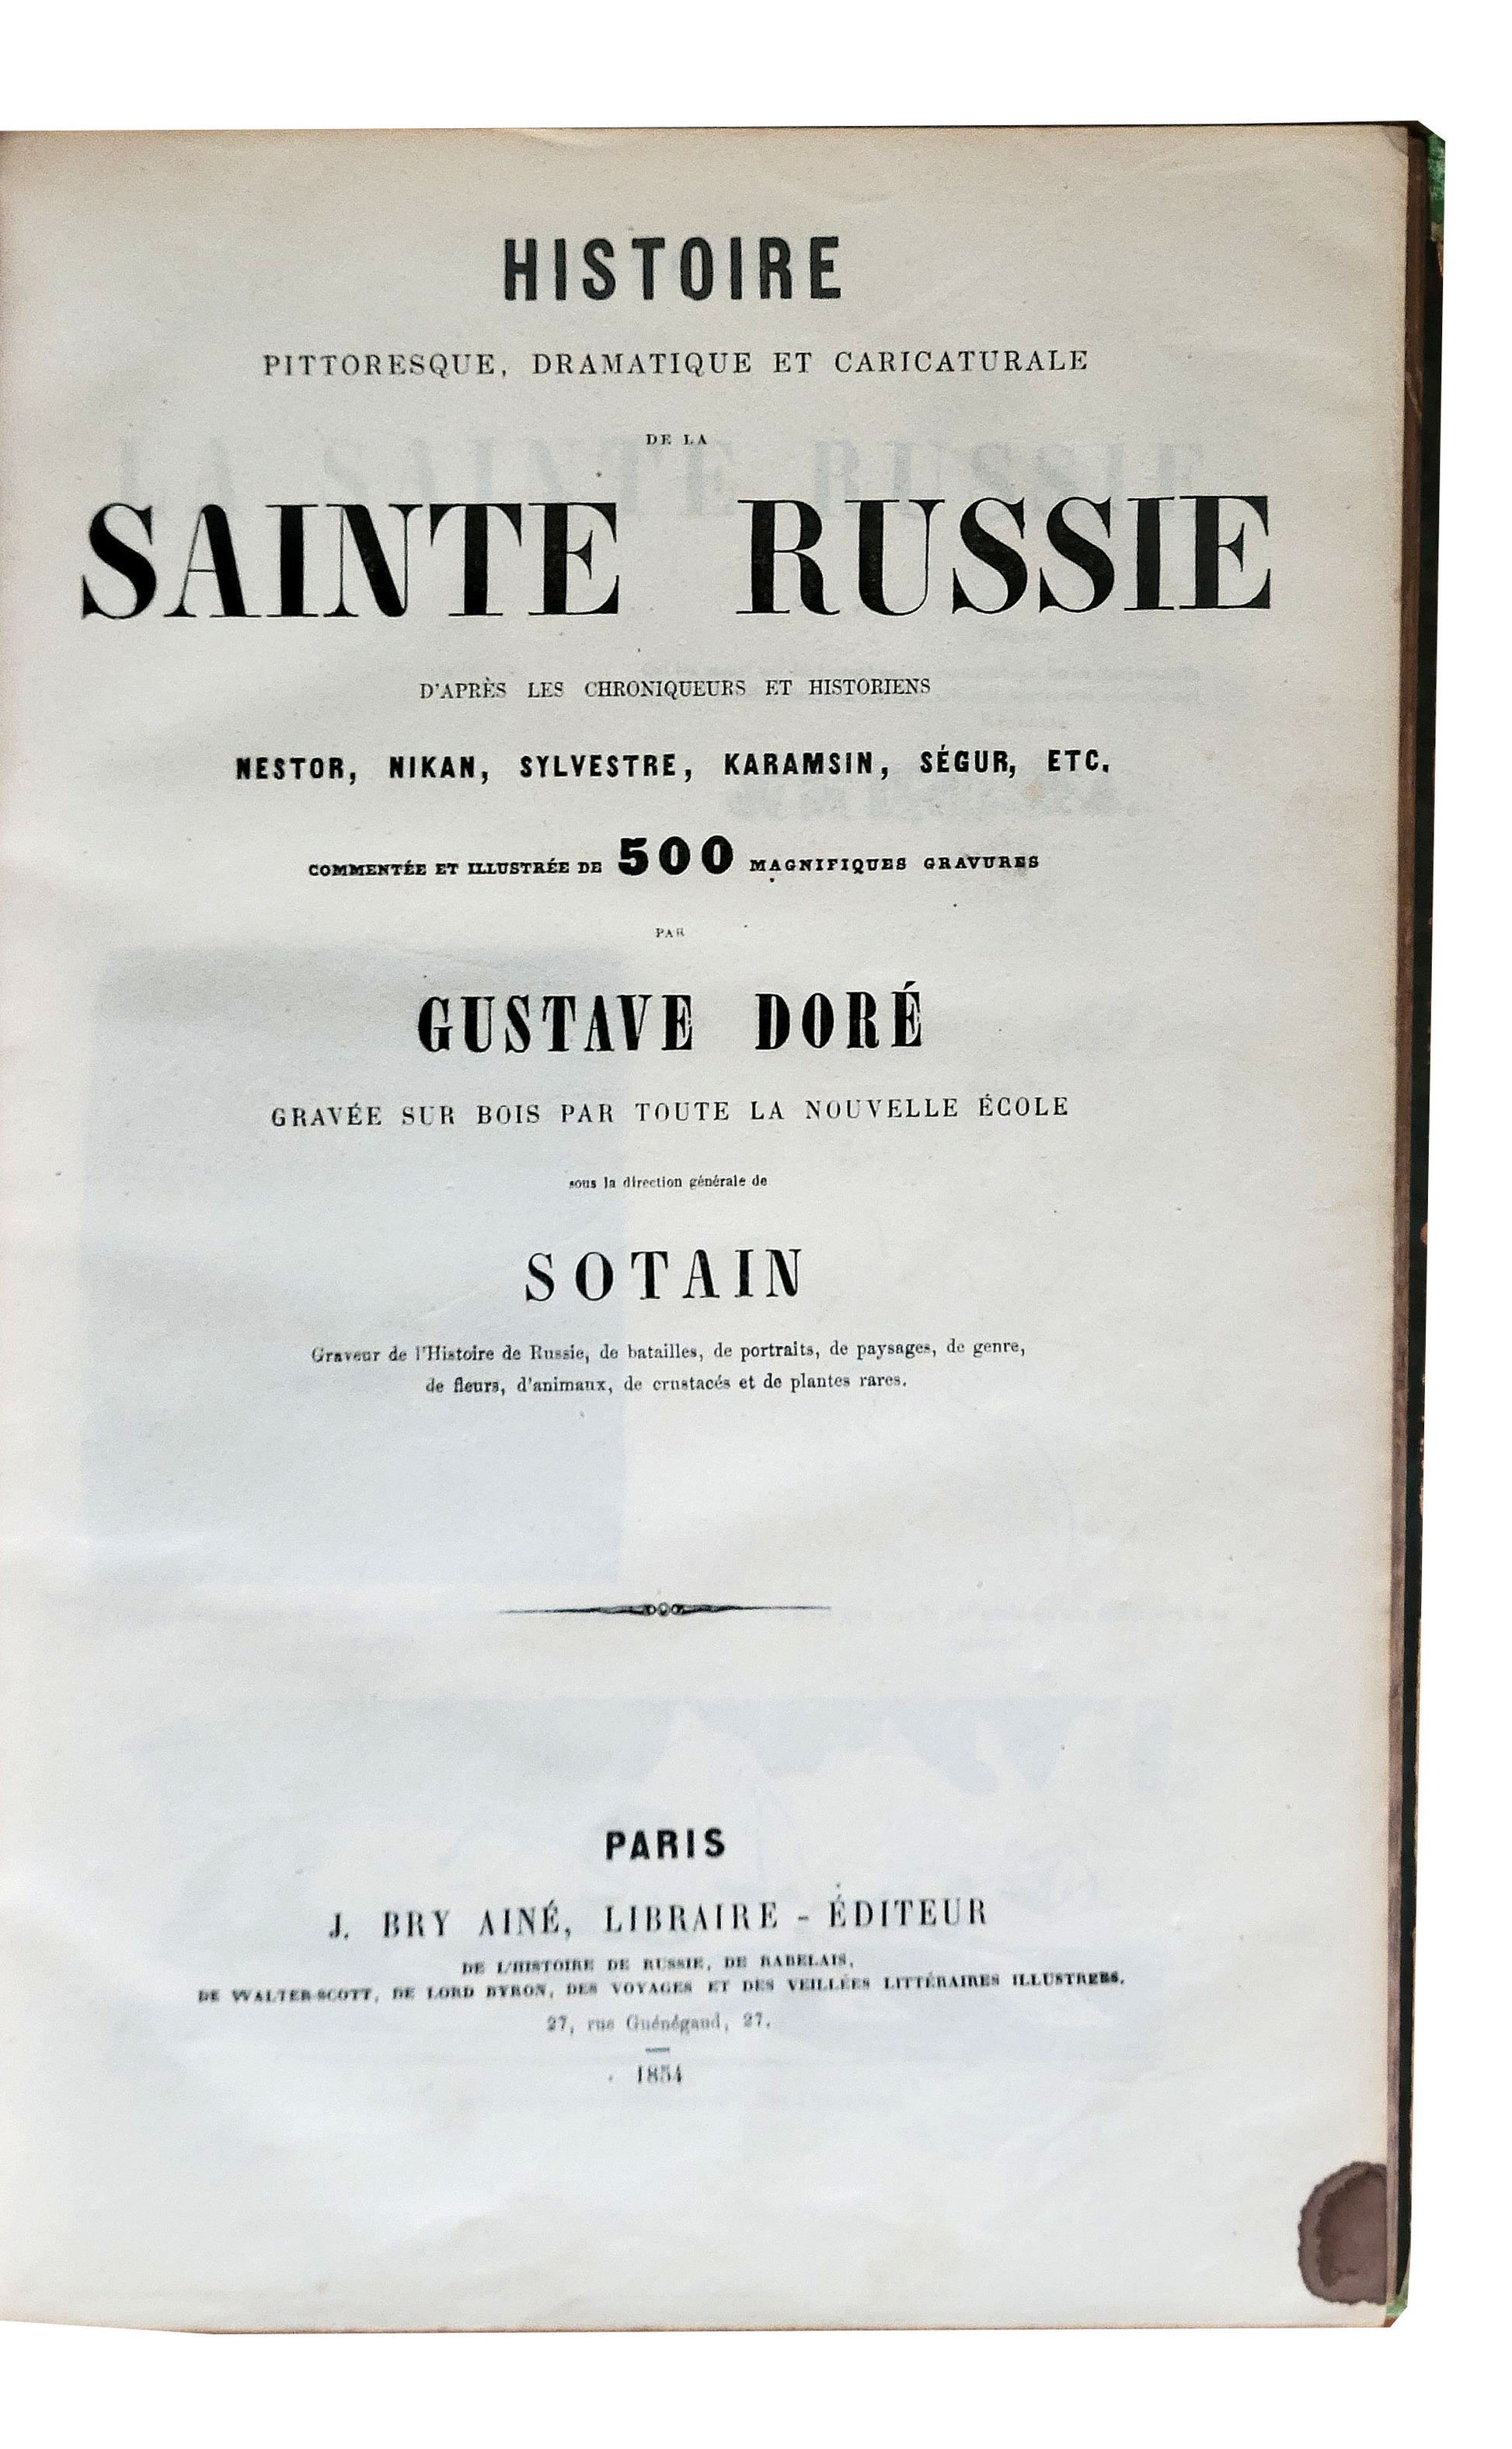 HISTOIRE
PITTORESQUE, DRAMATIQUE ET CARICATURALE
DE LA
SAINTE RUSSIE
D'APRÈS LES CHRONIQUEURS ET HISTORIENS
NESTOR, NIKAN, SYLVESTRE, KARAMSIN, SÉGUR, ETC.
COMMENTÉE ET ILLUSTRÉE DE 500 MAGNIFIQUES GRAVURES
PAR
GUSTAVE DORÉ
GRAVÉE SUR BOIS PAR TOUTE LA NOUVELLE ÉCOLE
sous la direction générale de
SOTAIN
Graveur de l'Histoire de Russie, de batailles, de portraits, de paysages, de genre,
de fleurs, d'animaux, de crustacés et de plantes rares.
PARIS
J. BRY AINÉ, LIBRAIRE - ÉDITEUR
DE L'HISTOIRE DE RUSSIE, DE RABELAIS,
DE WALTER-SCOTT, DE LORD BYRON, DES VOYAGES ET DES VEILLÉES LITTÉRAIRES ILLUSTREES.
27, rue Guénégaud, 27.
1854